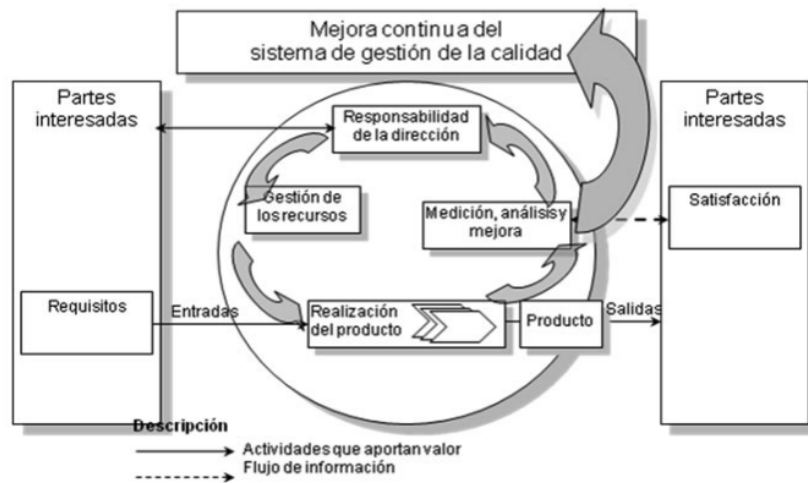 Mejora continua del
sistema de gestión de la calidad
Partes
interesadas
Responsabilidad
de la dirección
Partes
interesadas
Gestión de
los recursos
Medición, análisis y
mejora
Satisfacción
Requisitos
Entradas
Realización
del producto
Producto
Salidas
Descripción
Actividades que aportan valor
Flujo de información